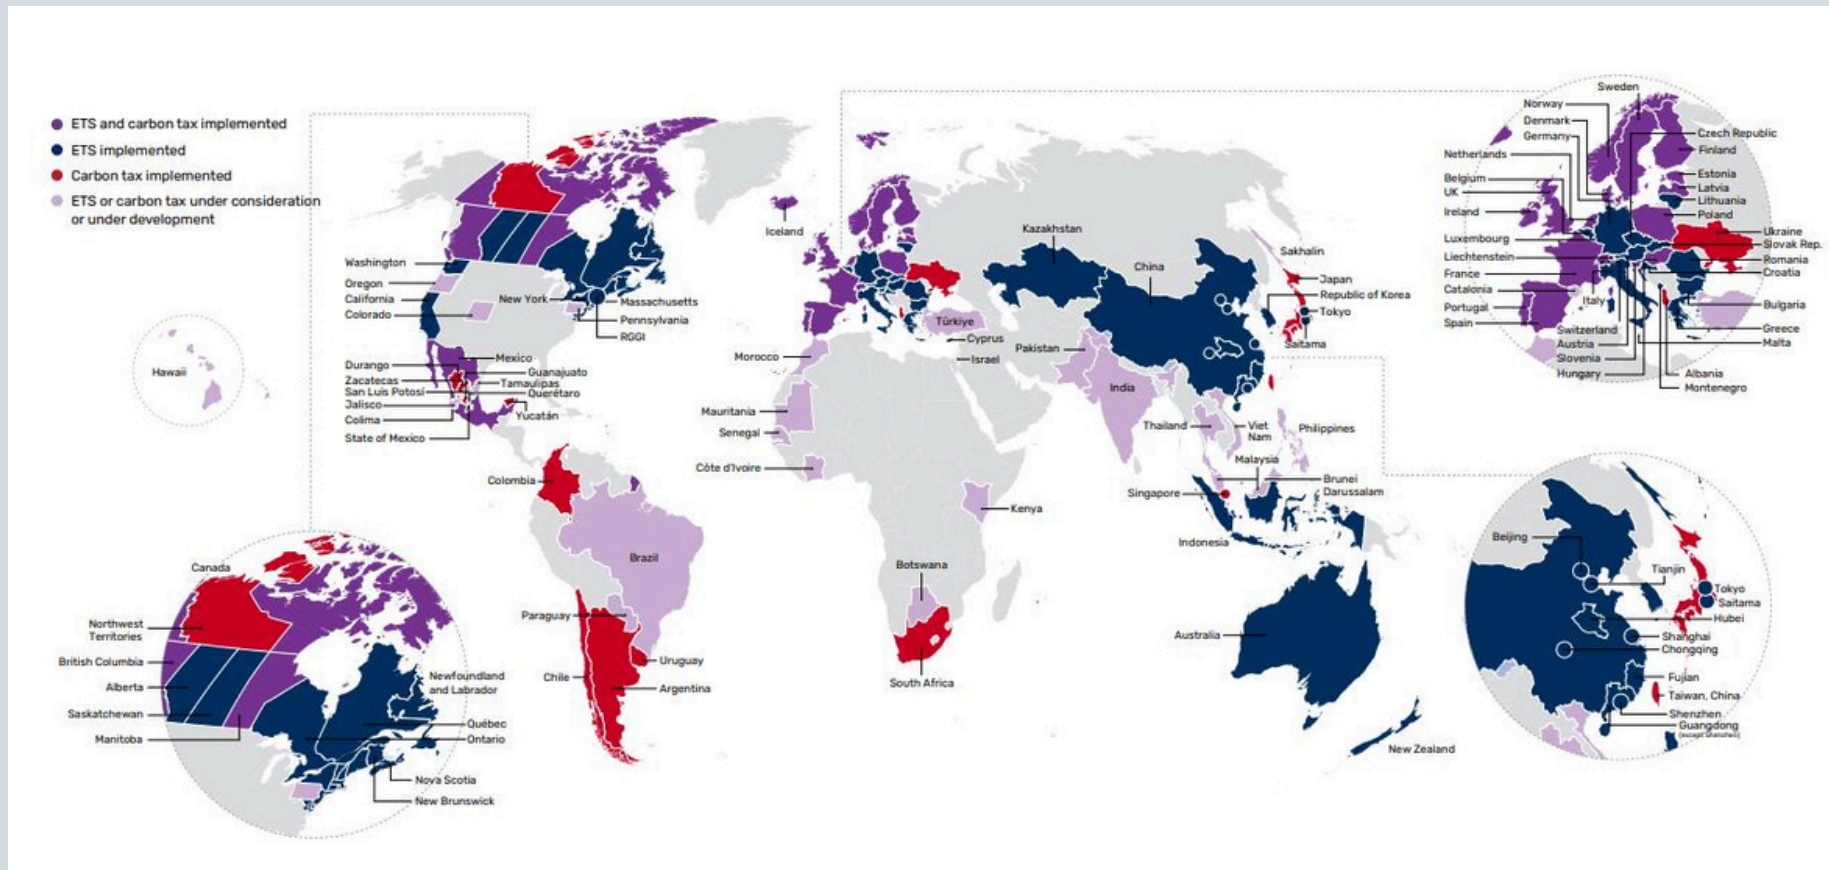 ETS and carbon tax implemented
ETS implemented
Carbon tax implemented
ETS or carbon tax under consideration
or under development
Hawaii
Washington
Oregon
California
Colorado
New York
Massachusetts
Pennsylvania
RGGI
Durango
Zacatecas
San Luis Potosí
Jalisco
Colima
State of Mexico
Mexico
Guanajuato
Tamaulipas
Querétaro
Yucatán
Colombia
Brazil
Paraguay
Chile
Uruguay
Argentina
Iceland
Morocco
Mauritania
Senegal
Côte d'Ivoire
Türkiye
Cyprus
Israel
Kenya
Botswana
South Africa
Kazakhstan
China
Pakistan
India
Thailand
Viet
Nam
Philippines
Malaysia
Brunei
Darussalam
Singapore
Indonesia
Australia
New Zealand
Sakhalin
Japan
Republic of Korea
Tokyo
Saitama
Canada
Northwest
Territories
British Columbia
Alberta
Saskatchewan
Manitoba
Newfoundland
and Labrador
Québec
Ontario
Nova Scotia
New Brunswick
Sweden
Norway
Denmark
Germany
Netherlands
Belgium
UK
Ireland
Luxembourg
Liechtenstein
France
Catalonia
Portugal
Spain
Italy
Switzerland
Austria
Slovenia
Hungary
Czech Republic
Finland
Estonia
Latvia
Lithuania
Poland
Ukraine
Slovak Rep.
Romania
Croatia
Bulgaria
Greece
Malta
Albania
Montenegro
Beijing
Tianjin
Tokyo
Saitama
Hubei
Shanghai
Chongqing
Fujian
Taiwan, China
Shenzhen
Guangdong
(except Shenzhen)